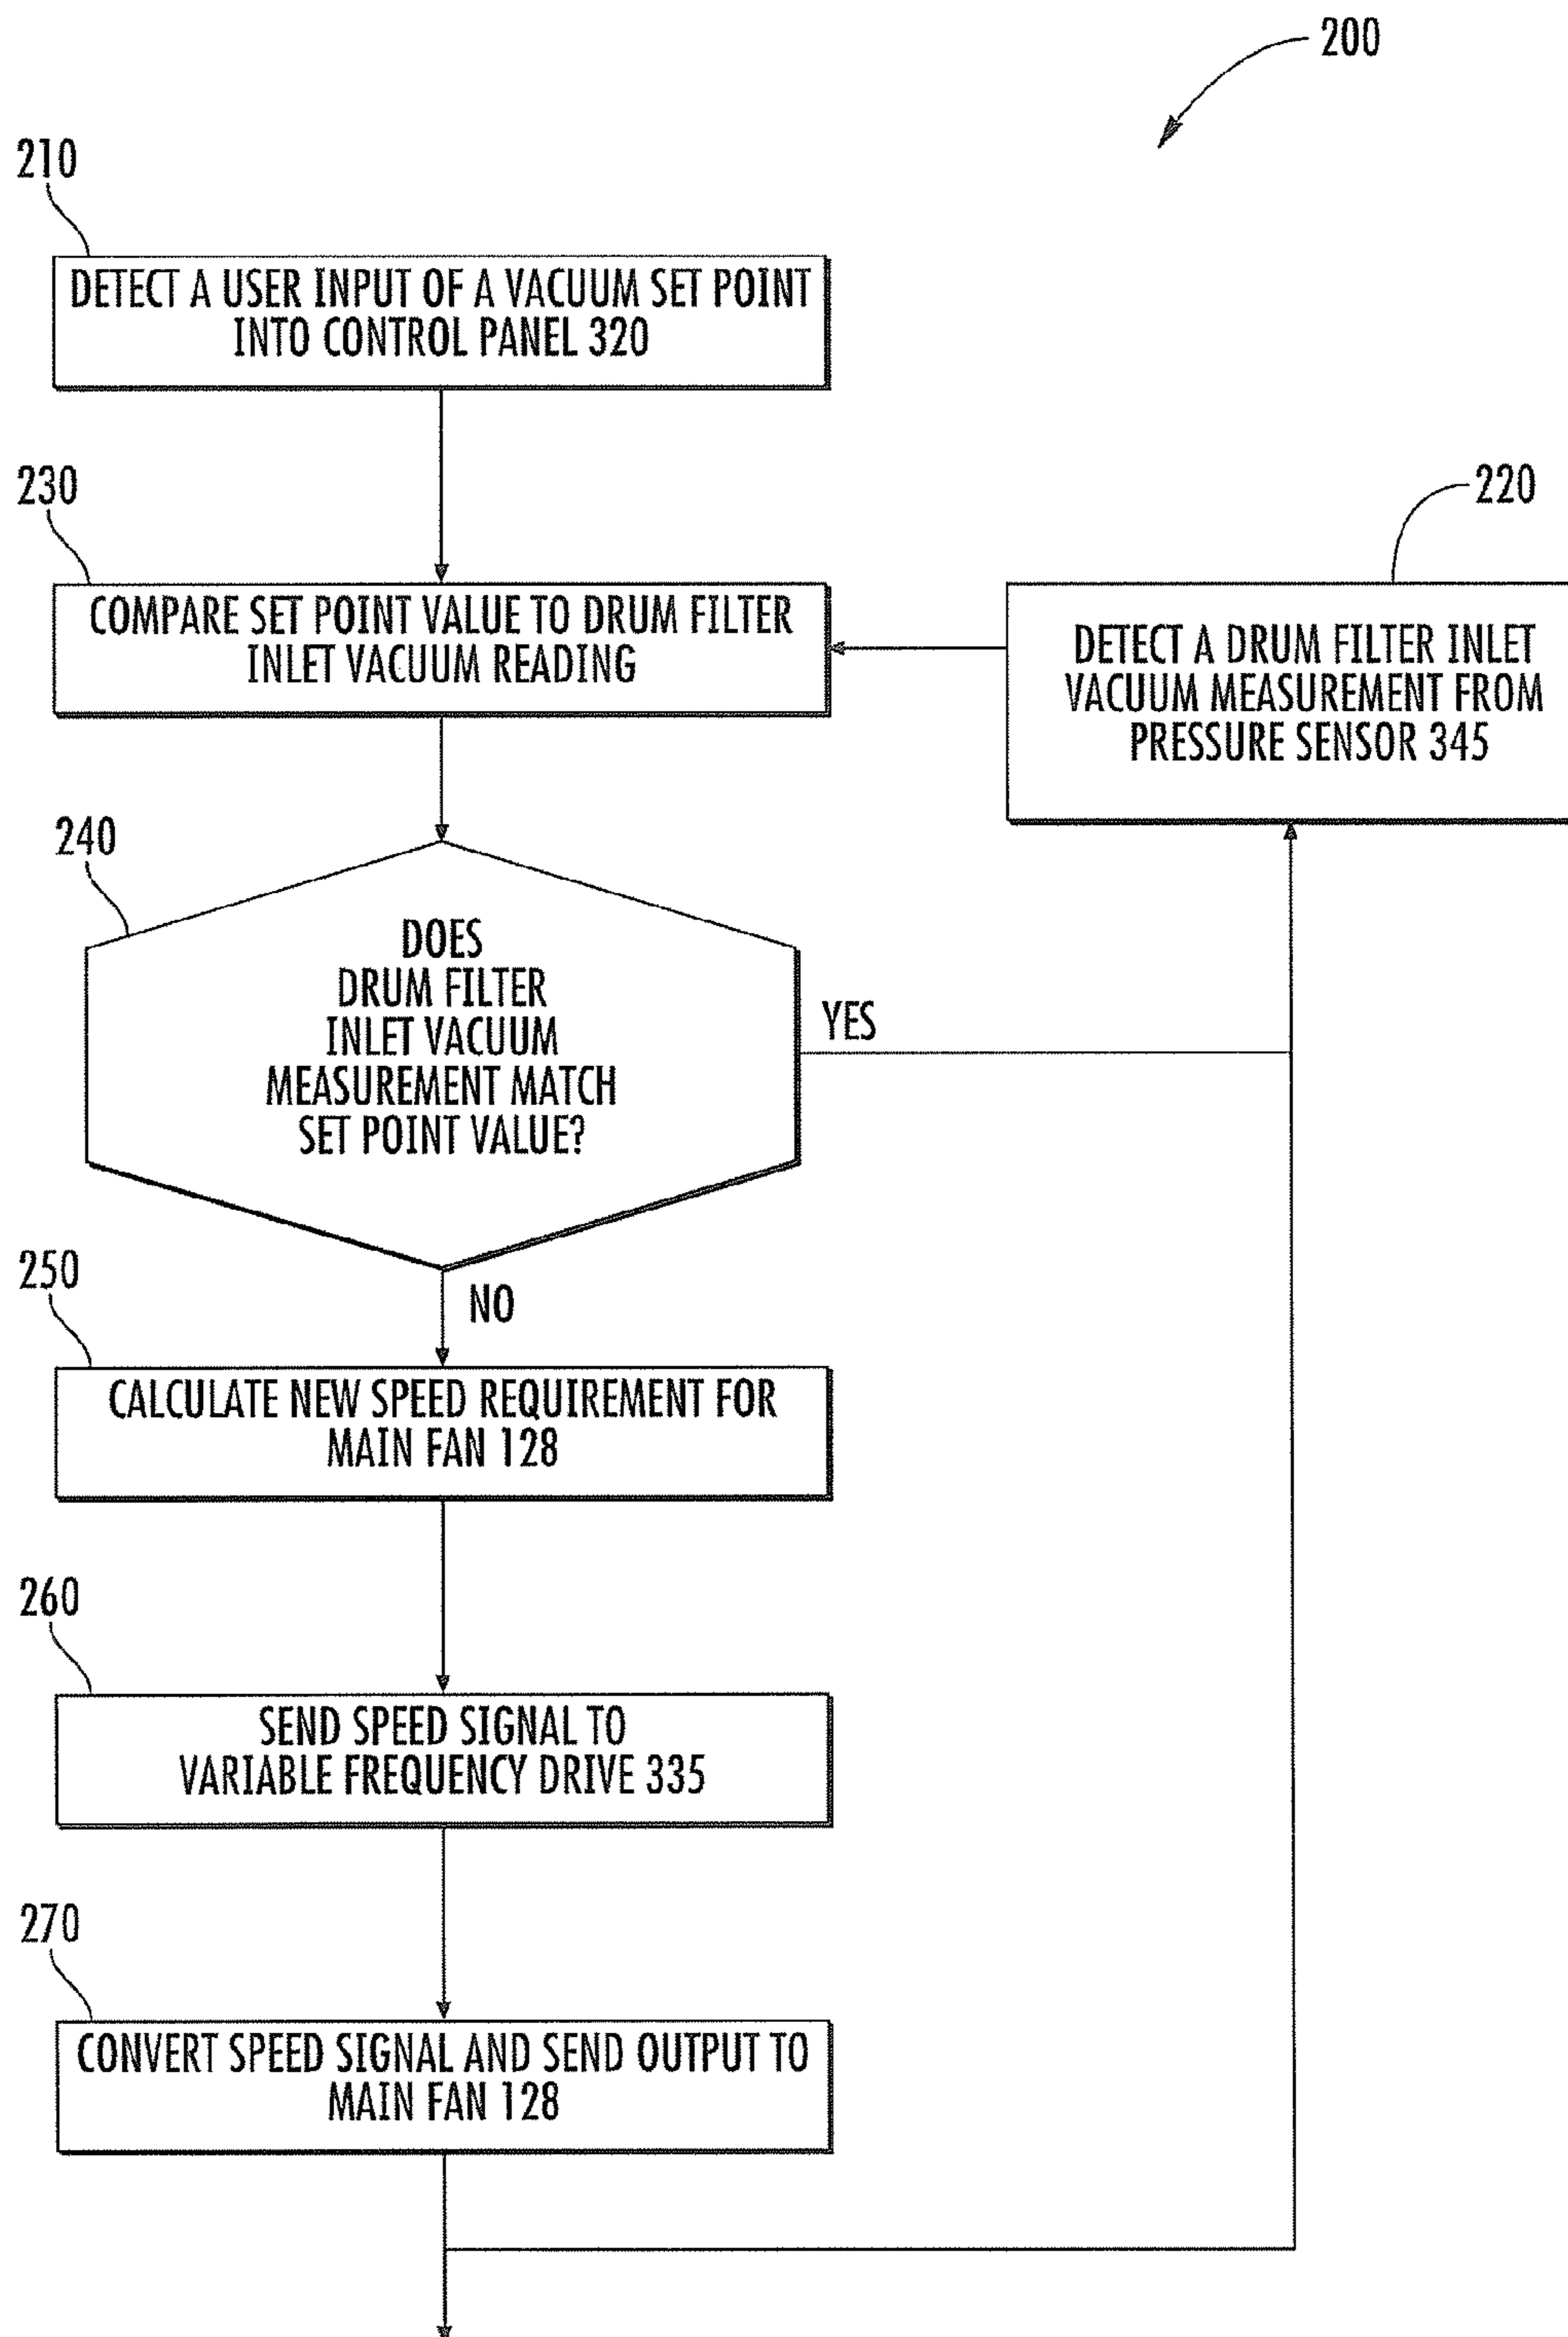 200
210
DETECT A USER INPUT OF A VACUUM SET POINT
INTO CONTROL PANEL 320
230
COMPARE SET POINT VALUE TO DRUM FILTER
INLET VACUUM READING
220
DETECT A DRUM FILTER INLET
VACUUM MEASUREMENT FROM
PRESSURE SENSOR 345
240
DOES
DRUM FILTER
INLET VACUUM
MEASUREMENT MATCH
SET POINT VALUE?
YES
NO
250
CALCULATE NEW SPEED REQUIREMENT FOR
MAIN FAN 128
260
SEND SPEED SIGNAL TO
VARIABLE FREQUENCY DRIVE 335
270
CONVERT SPEED SIGNAL AND SEND OUTPUT TO
MAIN FAN 128